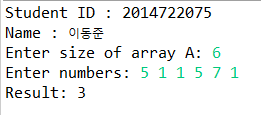 Student ID : 2014722075
Name : 이동준
Enter size of array A: 6
Enter numbers: 5 1 1 5 7 1
Result: 3